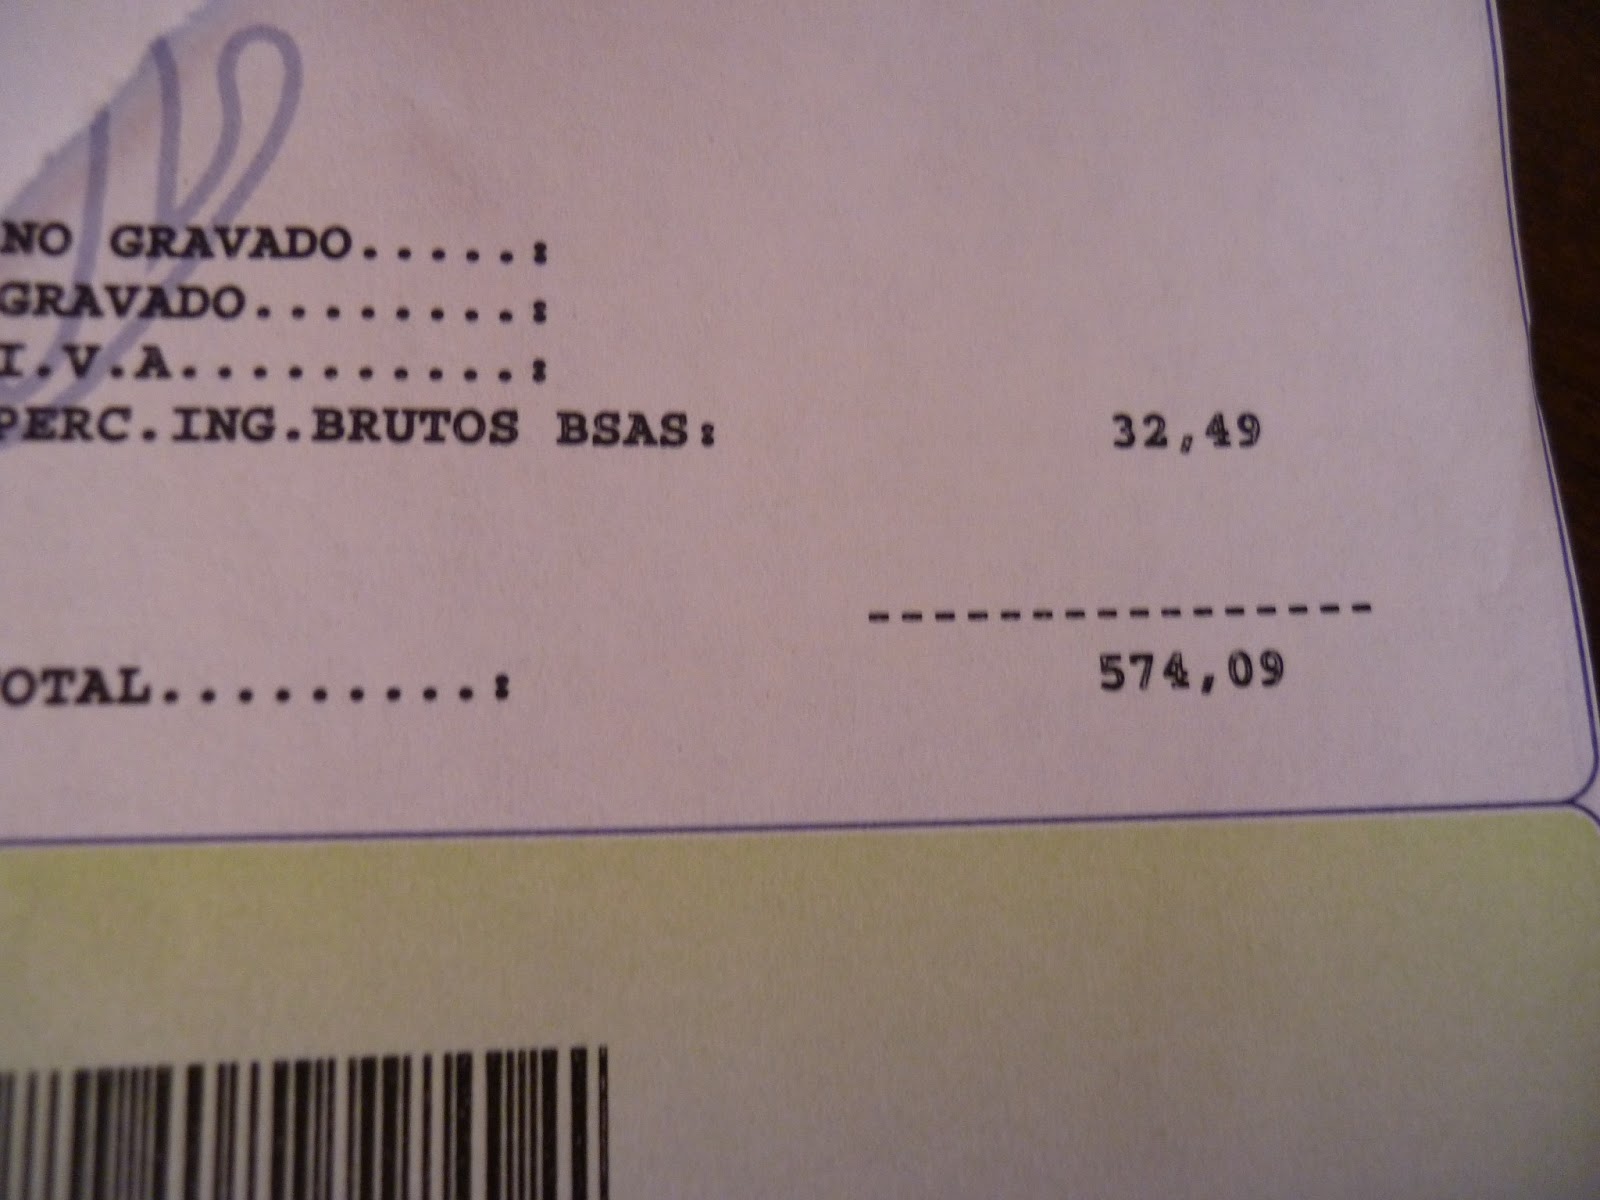 NO GRAVADO.....:
GRAVADO........:
I.V.A..........:
PERC.ING.BRUTOS BSAS: 32,49
----------------
OTAL.........: 574,09